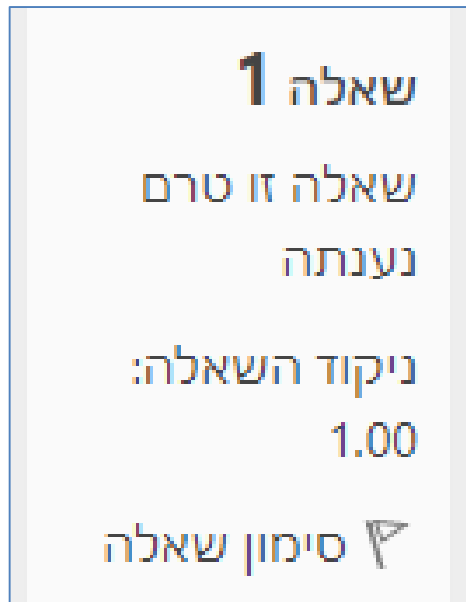 שאלה 1
שאלה זו טרם
נענתה
ניקוד השאלה:
1.00
סימון שאלה